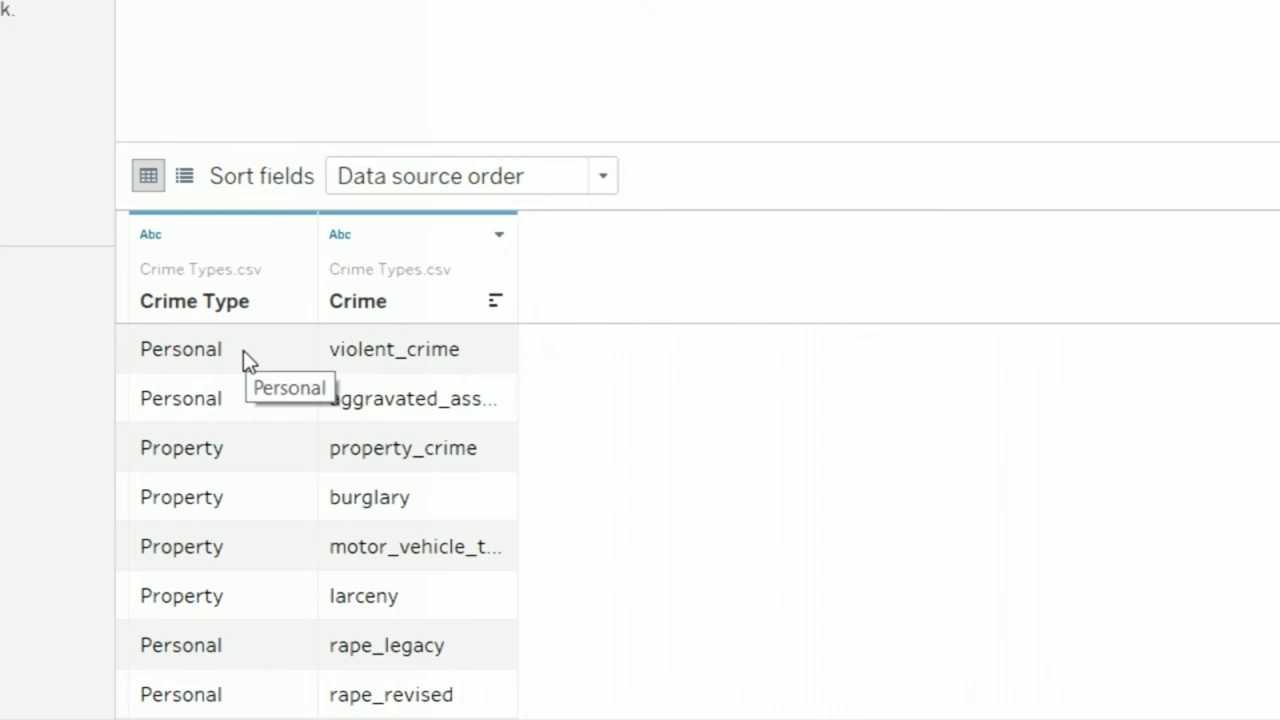 k.
Sort fields Data source order
Abc Abc
Crime Types.csv Crime Types.csv
Crime Type Crime
Personal violent_crime
Personal
Personal ggravated_ass...
Property property_crime
Property burglary
Property motor_vehicle_t...
Property larceny
Personal rape_legacy
Personal rape_revised